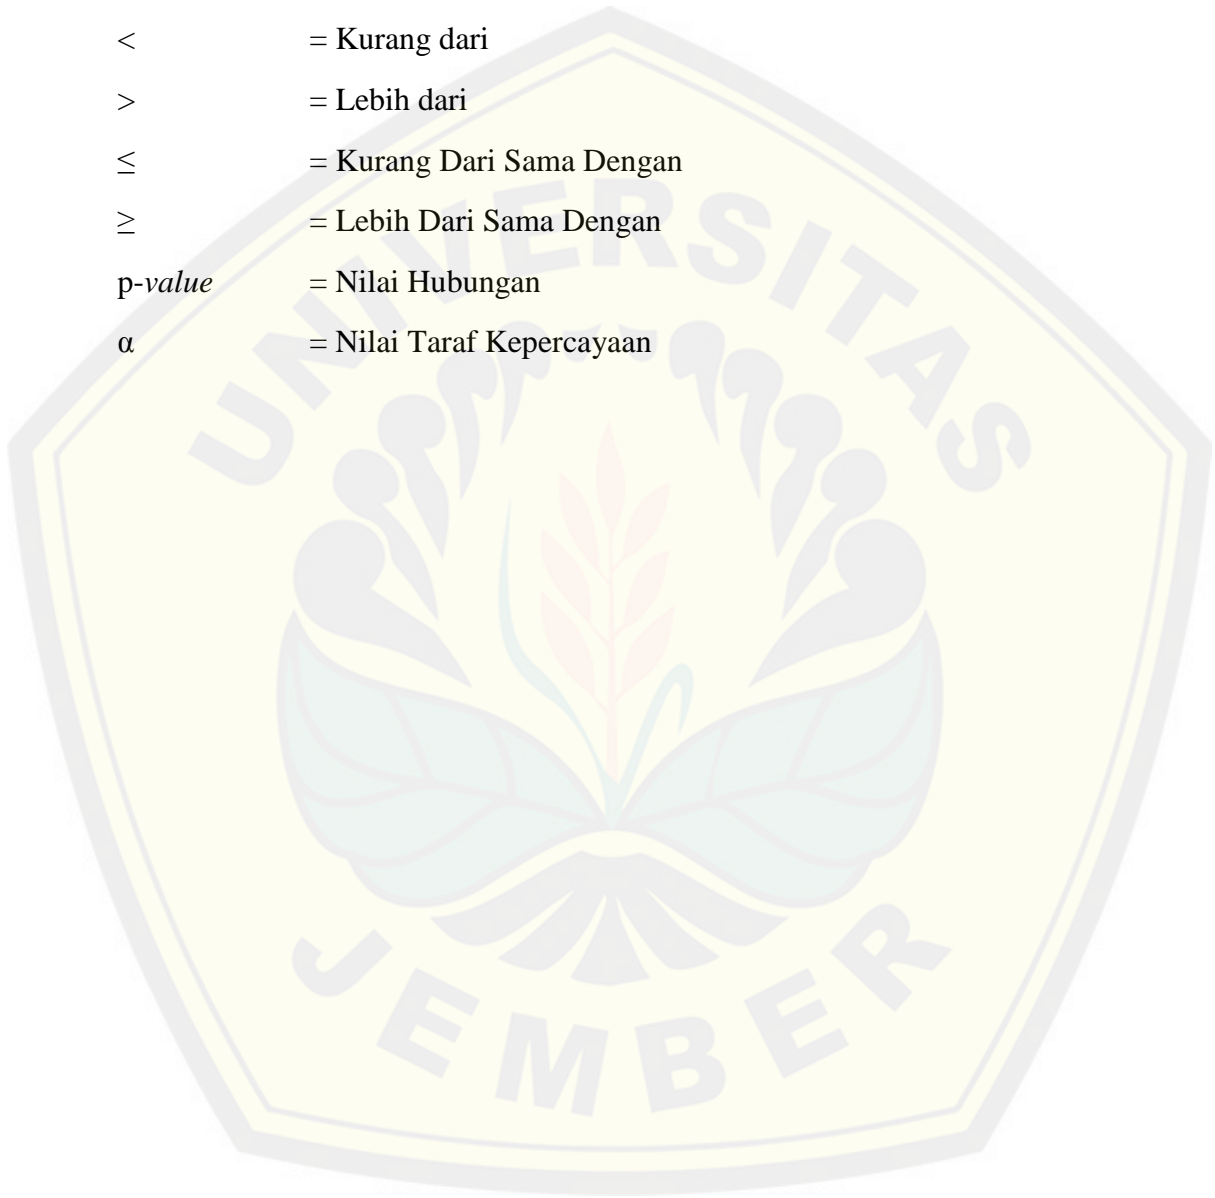 < = Kurang dari
> = Lebih dari
≤ = Kurang Dari Sama Dengan
≥ = Lebih Dari Sama Dengan
p-value = Nilai Hubungan
α = Nilai Taraf Kepercayaan
UNIVERSITAS
JEMBER